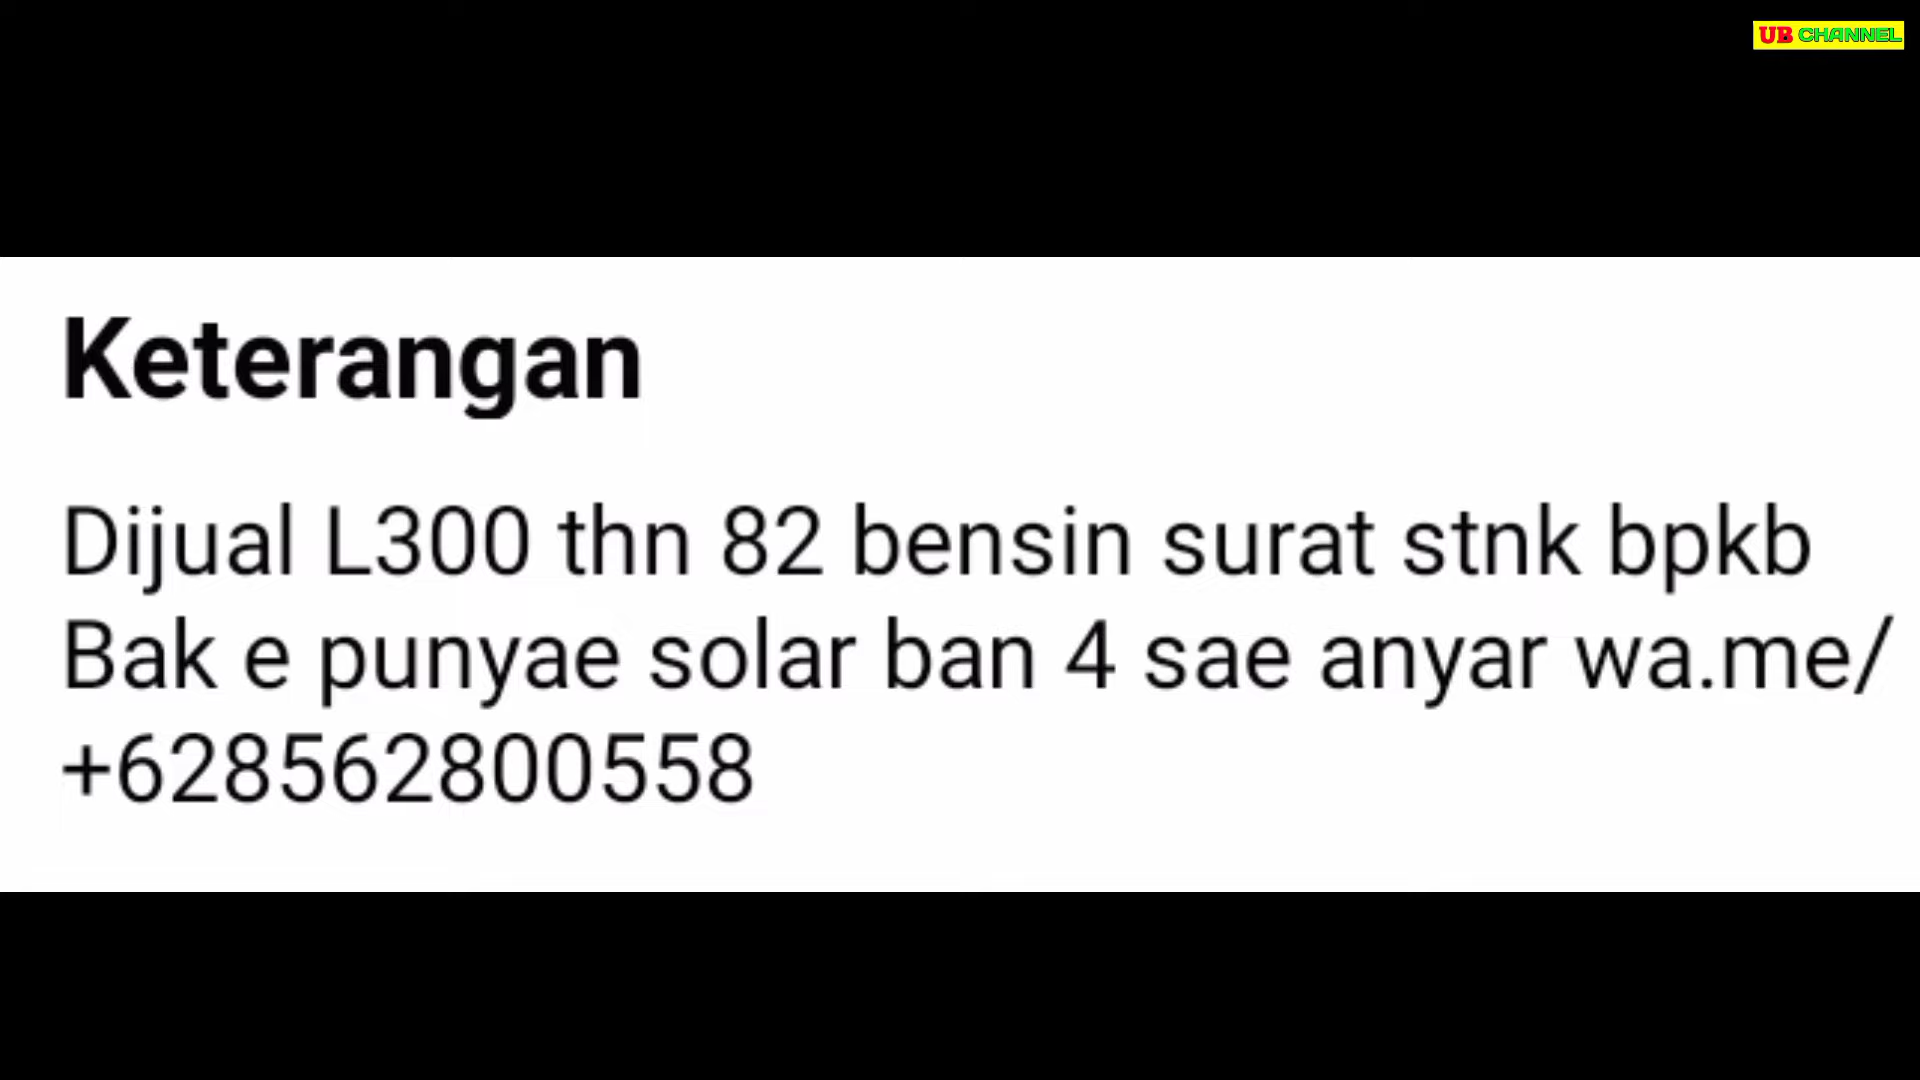 UB CHANNEL
Keterangan
Dijual L300 thn 82 bensin surat stnk bpkb
Bak e punyae solar ban 4 sae anyar wa.me/
+628562800558